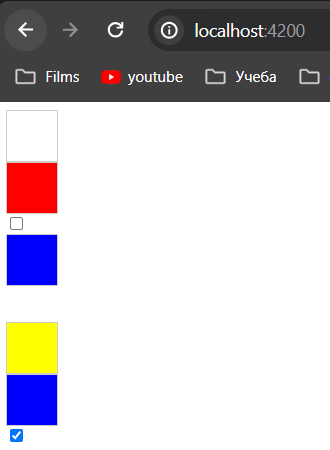 localhost:4200
Films youtube Учеба